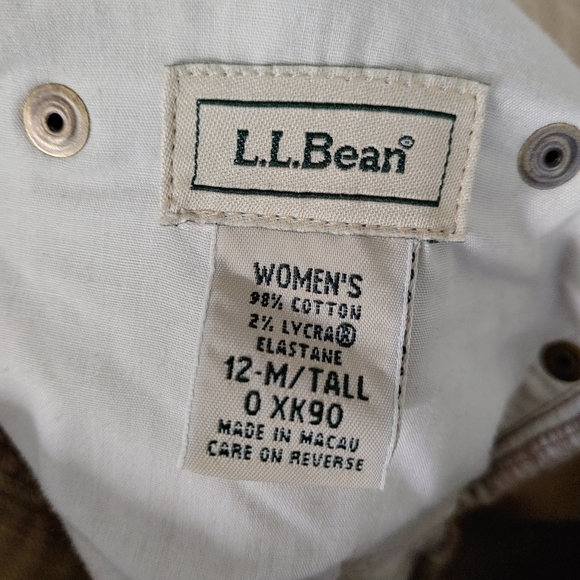 L.L.Bean®
WOMEN'S
98% COTTON
2% LYCRA®
ELASTANE
12-M/TALL
0 XK90
MADE IN MACAU
CARE ON REVERSE